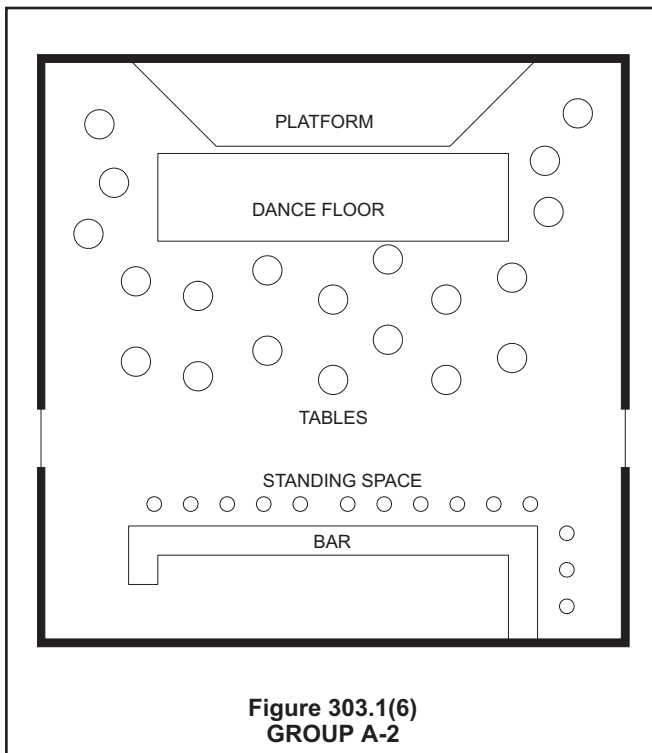 PLATFORM
DANCE FLOOR
TABLES
STANDING SPACE
BAR
Figure 303.1(6)
GROUP A-2